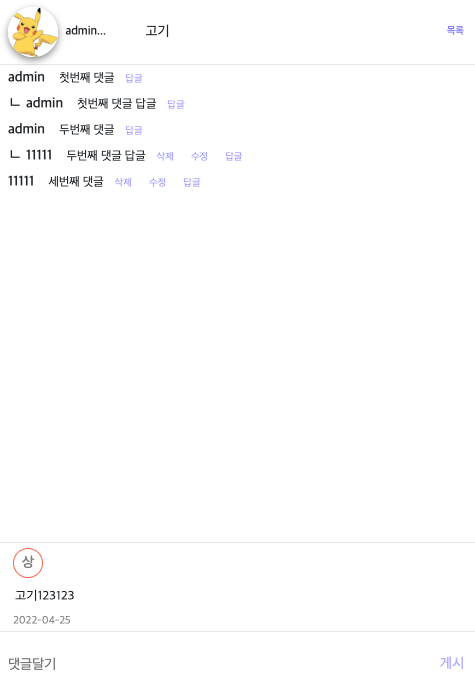 admin... 고기 목록
admin 첫번째 댓글 답글
ㄴ admin 첫번째 댓글 답글 답글
admin 두번째 댓글 답글
ㄴ 11111 두번째 댓글 답글 삭제 수정 답글
11111 세번째 댓글 삭제 수정 답글
상
고기123123
2022-04-25
댓글달기 게시